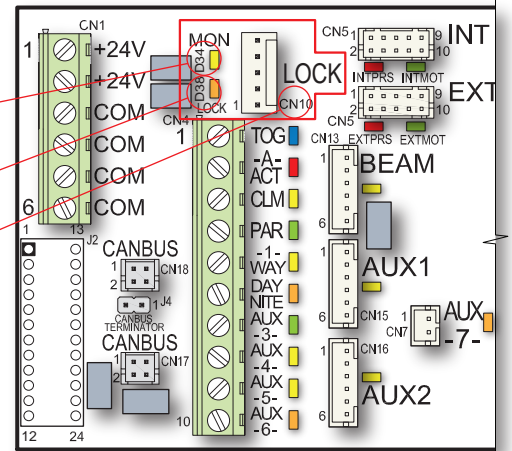 CN1
1 +24V
+24V
COM
COM
COM
6 COM
MON
D34
D38
LOCK
LOCK
1 CN10
CN5 1 9 INT
2 10
INTPRS INTMOT
1 9 EXT
2 10
CN5
EXTPRS EXTMOT
CN4
1 TOG
-A-
ACT
CLM
PAR
-1-
WAY
DAY
NITE
AUX
-3-
AUX
-4-
AUX
-5-
10 AUX
-6-
CN13
1 BEAM
6
1 AUX1
6 CN15
CN16
1
AUX2
6
1 AUX
CN7 -7-
1 13
J2
12 24
CANBUS
1
2 CN18
J4
CANBUS
TERMINATOR
CANBUS
1 CN17
2